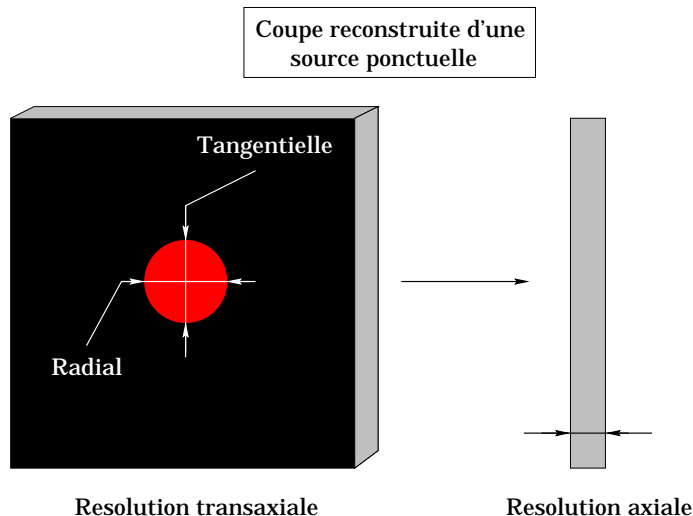 Coupe reconstruite d'une
source ponctuelle
Tangentielle
Radial
Resolution transaxiale
Resolution axiale